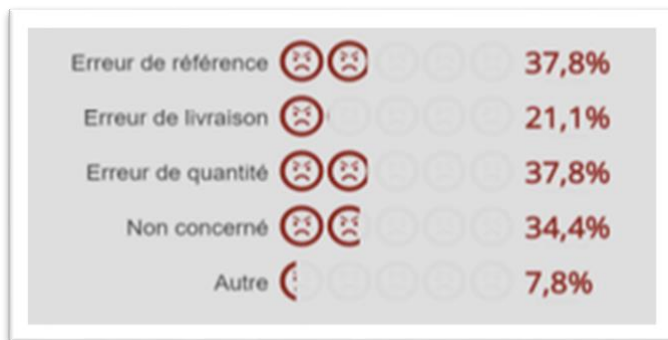 Erreur de référence 37,8%
Erreur de livraison 21,1%
Erreur de quantité 37,8%
Non concerné 34,4%
Autre 7,8%